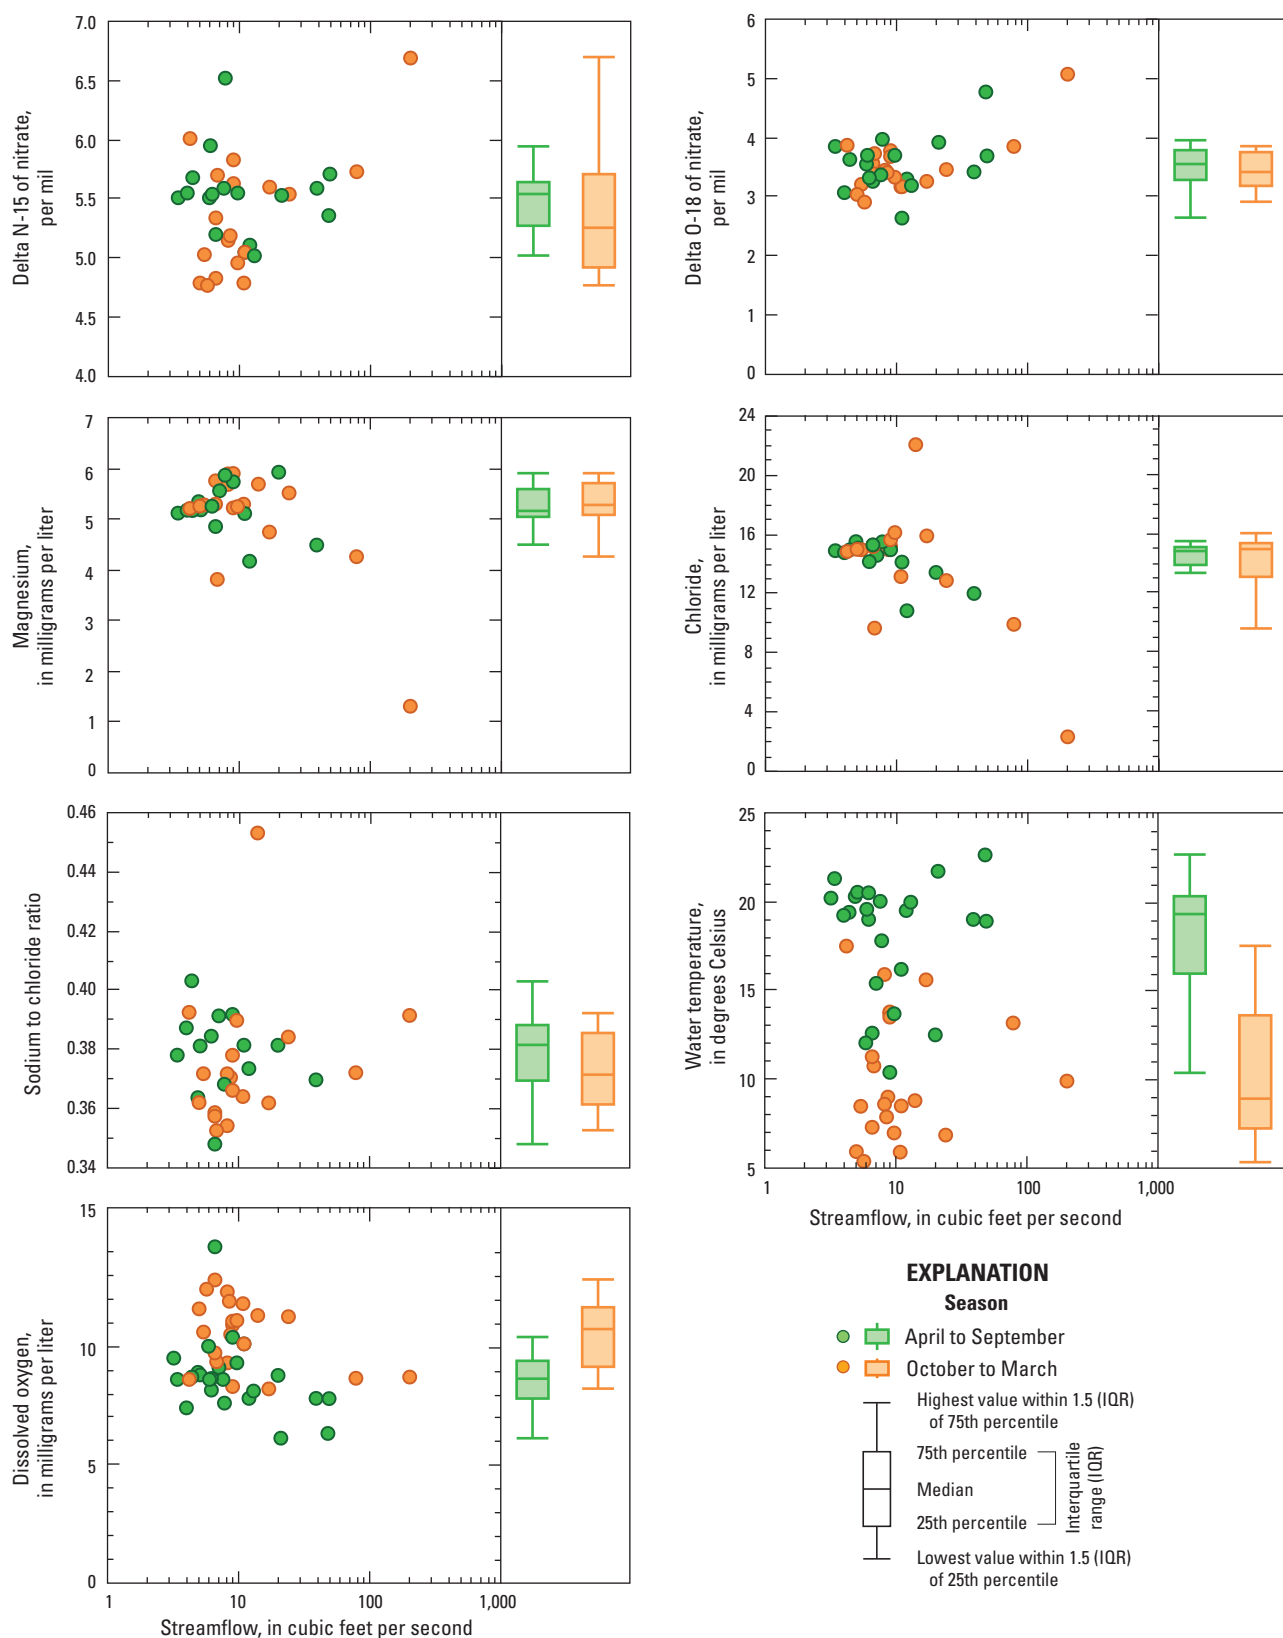 7.0
6.5
6.0
5.5
5.0
4.5
4.0
Delta N-15 of nitrate,
per mil
6
5
4
3
2
1
0
Delta O-18 of nitrate,
per mil
7
6
5
4
3
2
1
0
Magnesium,
in milligrams per liter
24
20
16
12
8
4
0
Chloride,
in milligrams per liter
0.46
0.44
0.42
0.40
0.38
0.36
0.34
Sodium to chloride ratio
25
20
15
10
5
Water temperature,
in degrees Celsius
1 10 100 1,000
Streamflow, in cubic feet per second
15
10
5
0
Dissolved oxygen,
in milligrams per liter
1 10 100 1,000
Streamflow, in cubic feet per second
EXPLANATION
Season
April to September
October to March
Highest value within 1.5 (IQR)
of 75th percentile
75th percentile
Median
25th percentile
Interquartile
range (IQR)
Lowest value within 1.5 (IQR)
of 25th percentile